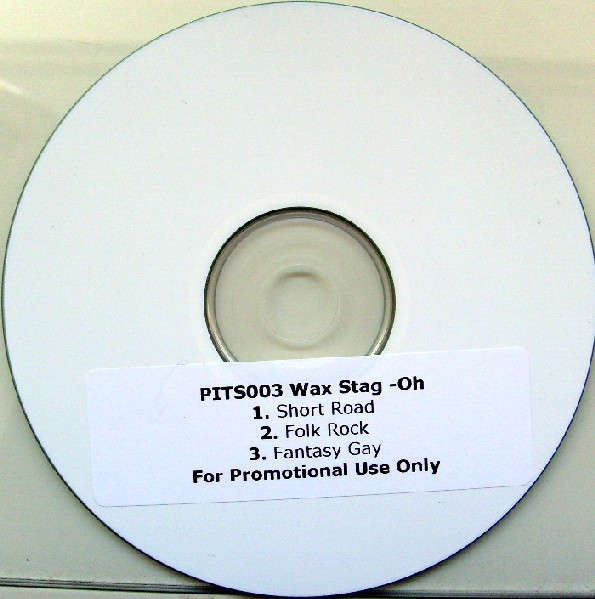 PITS003 Wax Stag -Oh
1. Short Road
2. Folk Rock
3. Fantasy Gay
For Promotional Use Only